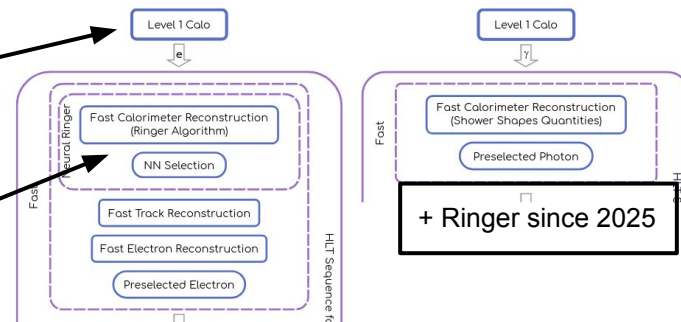 Level 1 Calo
e
Fast
Neural Ringer
Fast Calorimeter Reconstruction
(Ringer Algorithm)
NN Selection
Fast Track Reconstruction
Fast Electron Reconstruction
Preselected Electron
HLT Sequence
Level 1 Calo
γ
Fast
Fast Calorimeter Reconstruction
(Shower Shapes Quantities)
Preselected Photon
+ Ringer since 2025